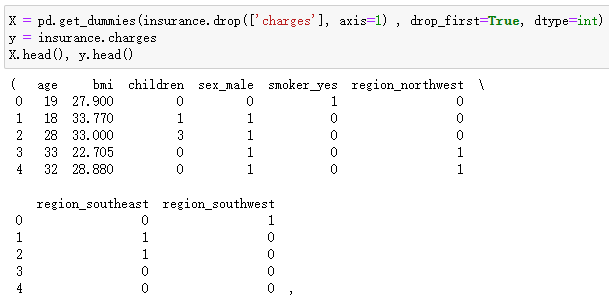 X = pd.get_dummies(insurance.drop(['charges'], axis=1) , drop_first=True, dtype=int)
y = insurance.charges
X.head(), y.head()
(   age     bmi  children  sex_male  smoker_yes  region_northwest  \
0   19  27.900         0         0           1                 0
1   18  33.770         1         1           0                 0
2   28  33.000         3         1           0                 0
3   33  22.705         0         1           0                 1
4   32  28.880         0         1           0                 1
region_southeast  region_southwest
0                 0                 1
1                 1                 0
2                 1                 0
3                 0                 0
4                 0                 0  ,